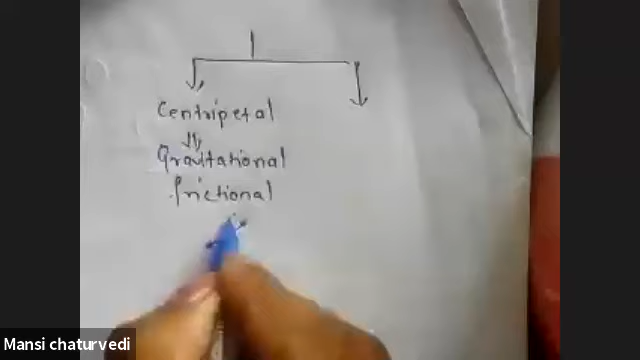 Centripetal
gravitational
frictional
Mansi chaturvedi